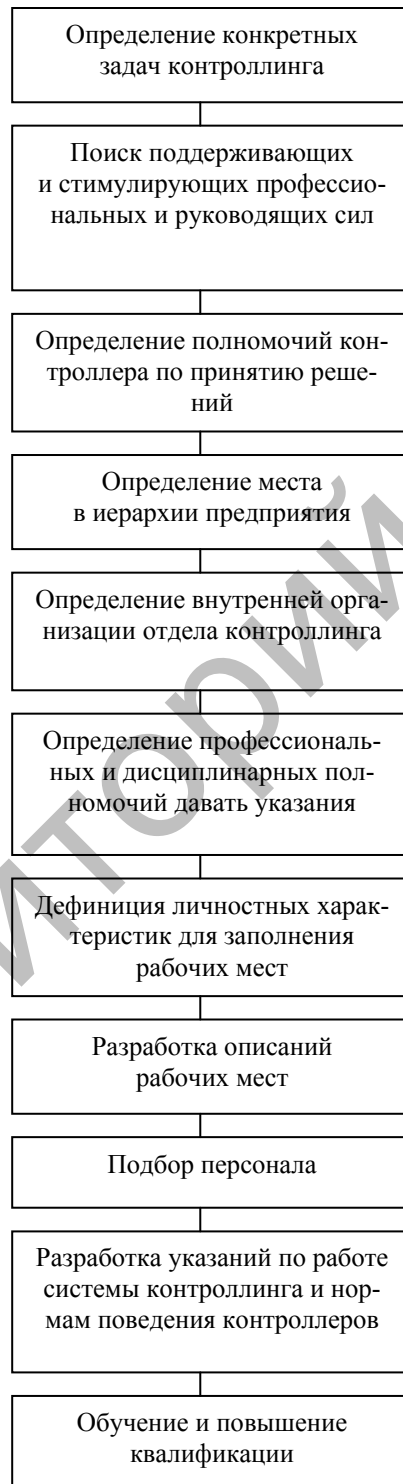 Определение конкретных
задач контроллинга
Поиск поддерживающих
и стимулирующих профессио-
нальных и руководящих сил
Определение полномочий кон-
троллера по принятию реше-
ний
Определение места
в иерархии предприятия
Определение внутренней орга-
низации отдела контроллинга
Определение профессиональ-
ных и дисциплинарных пол-
номочий давать указания
Дефиниция личностных харак-
теристик для заполнения
рабочих мест
Разработка описаний
рабочих мест
Подбор персонала
Разработка указаний по работе
системы контроллинга и нор-
мам поведения контроллеров
Обучение и повышение
квалификации